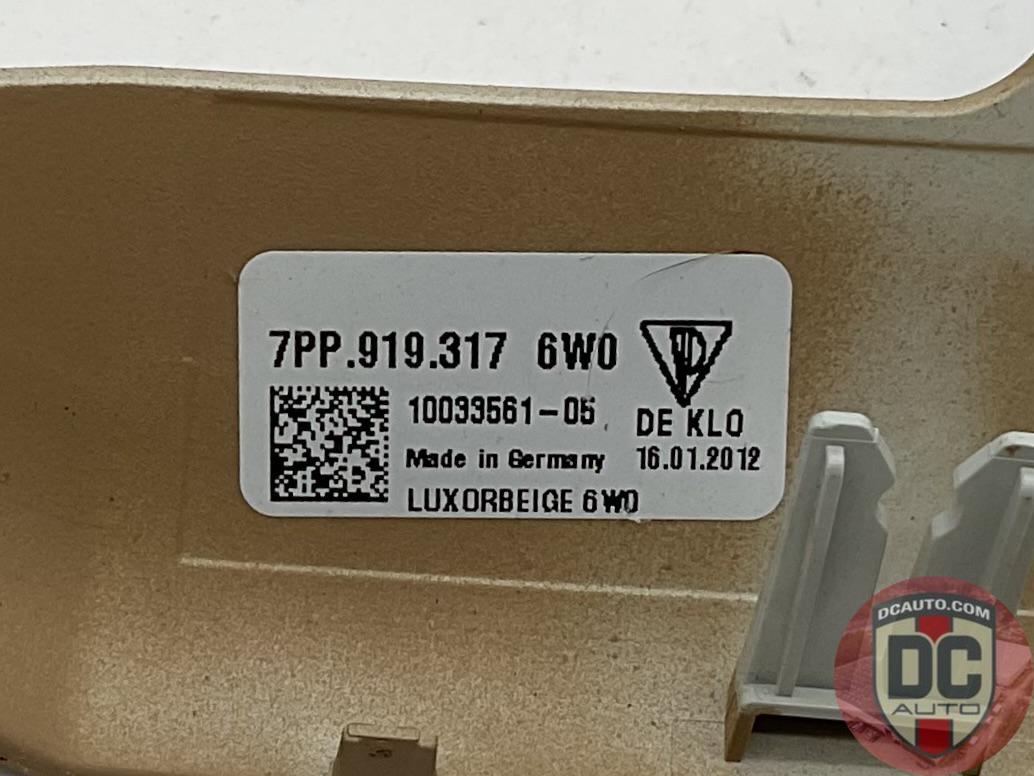 7PP.919.317 6W0
10033561-05
DE KLO
Made in Germany
16.01.2012
LUXORBEIGE 6W0
DCAUTO.COM
DC
AUTO